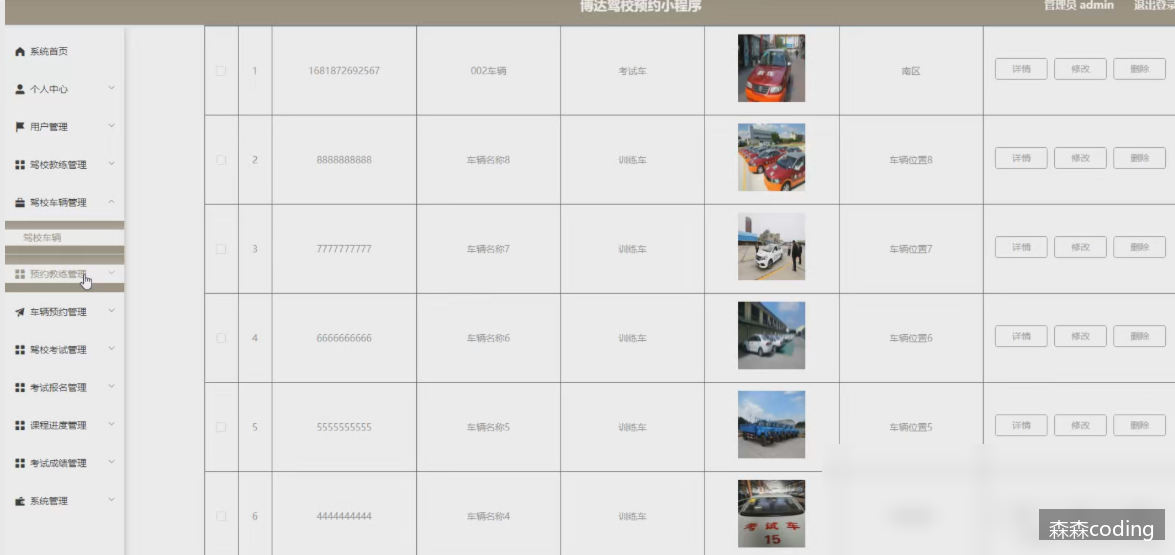 博达驾校预约小程序
管理员 admin 退出登录
系统首页
个人中心
用户管理
驾校教练管理
驾校车辆管理
驾校车辆
预约教练管理
车辆预约管理
驾校考试管理
考试报名管理
课程进度管理
考试成绩管理
系统管理
1 1681872692567 002车辆 考试车 南区 详情 修改 删除
2 8888888888 车辆名称8 训练车 车辆位置8 详情 修改 删除
3 7777777777 车辆名称7 训练车 车辆位置7 详情 修改 删除
4 6666666666 车辆名称6 训练车 车辆位置6 详情 修改 删除
5 5555555555 车辆名称5 训练车 车辆位置5 详情 修改 删除
6 4444444444 车辆名称4 训练车
考试车
15
森森coding